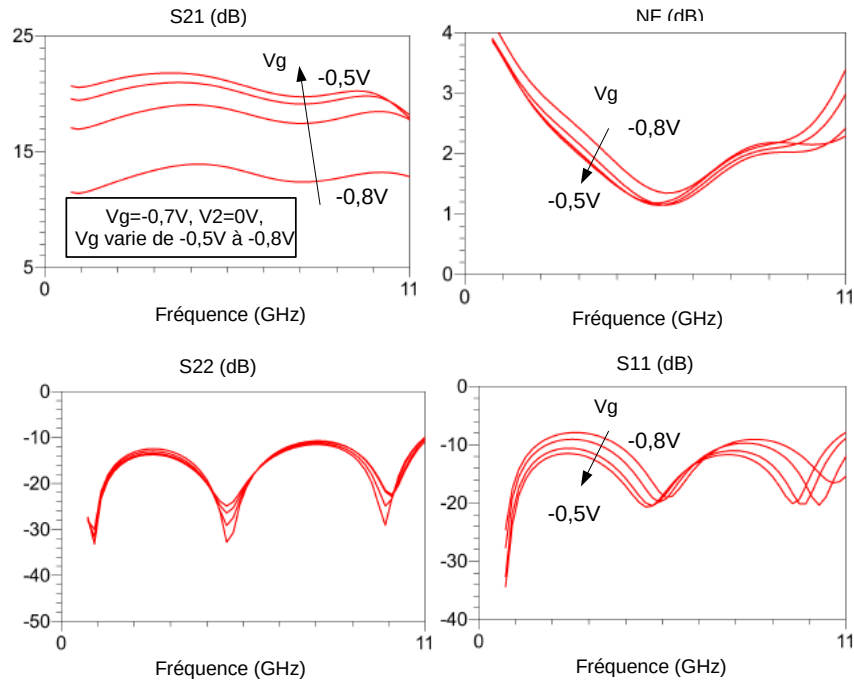 S21 (dB)
25
15
5
0
11
Vg
-0,5V
-0,8V
Vg=-0,7V, V2=0V,
Vg varie de -0,5V à -0,8V
Fréquence (GHz)
NF (dB)
4
3
2
1
0
0
11
Vg
-0,8V
-0,5V
Fréquence (GHz)
S22 (dB)
0
-10
-20
-30
-40
-50
0
11
Fréquence (GHz)
S11 (dB)
0
-10
-20
-30
-40
0
11
Vg
-0,8V
-0,5V
Fréquence (GHz)